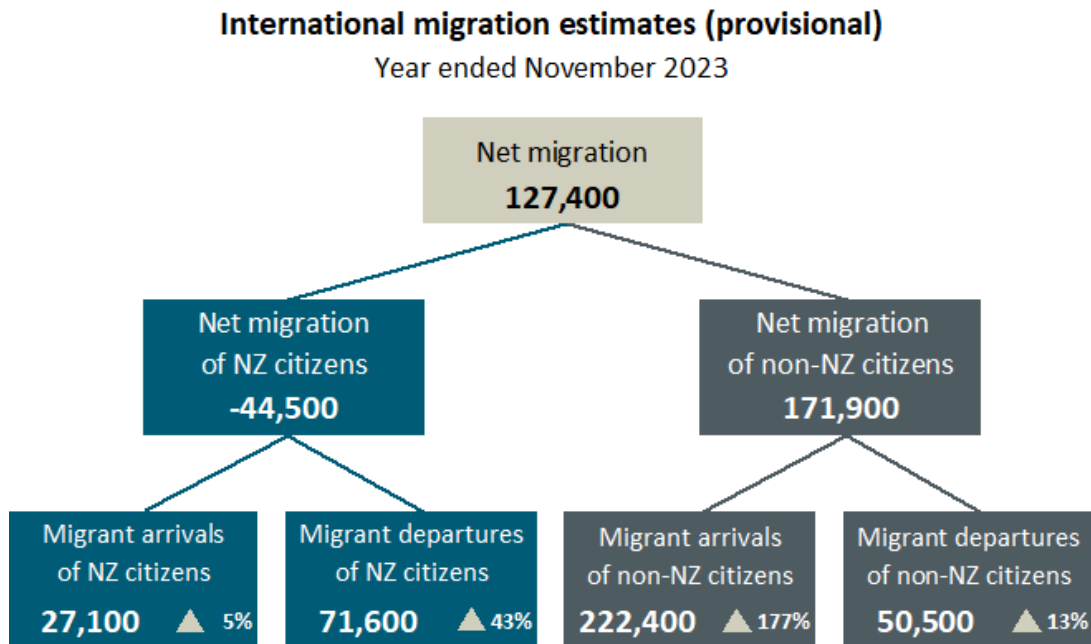 International migration estimates (provisional)
Year ended November 2023
Net migration
127,400
Net migration
of NZ citizens
-44,500
Net migration
of non-NZ citizens
171,900
Migrant arrivals
of NZ citizens
27,100 5%
Migrant departures
of NZ citizens
71,600 43%
Migrant arrivals
of non-NZ citizens
222,400 177%
Migrant departures
of non-NZ citizens
50,500 13%